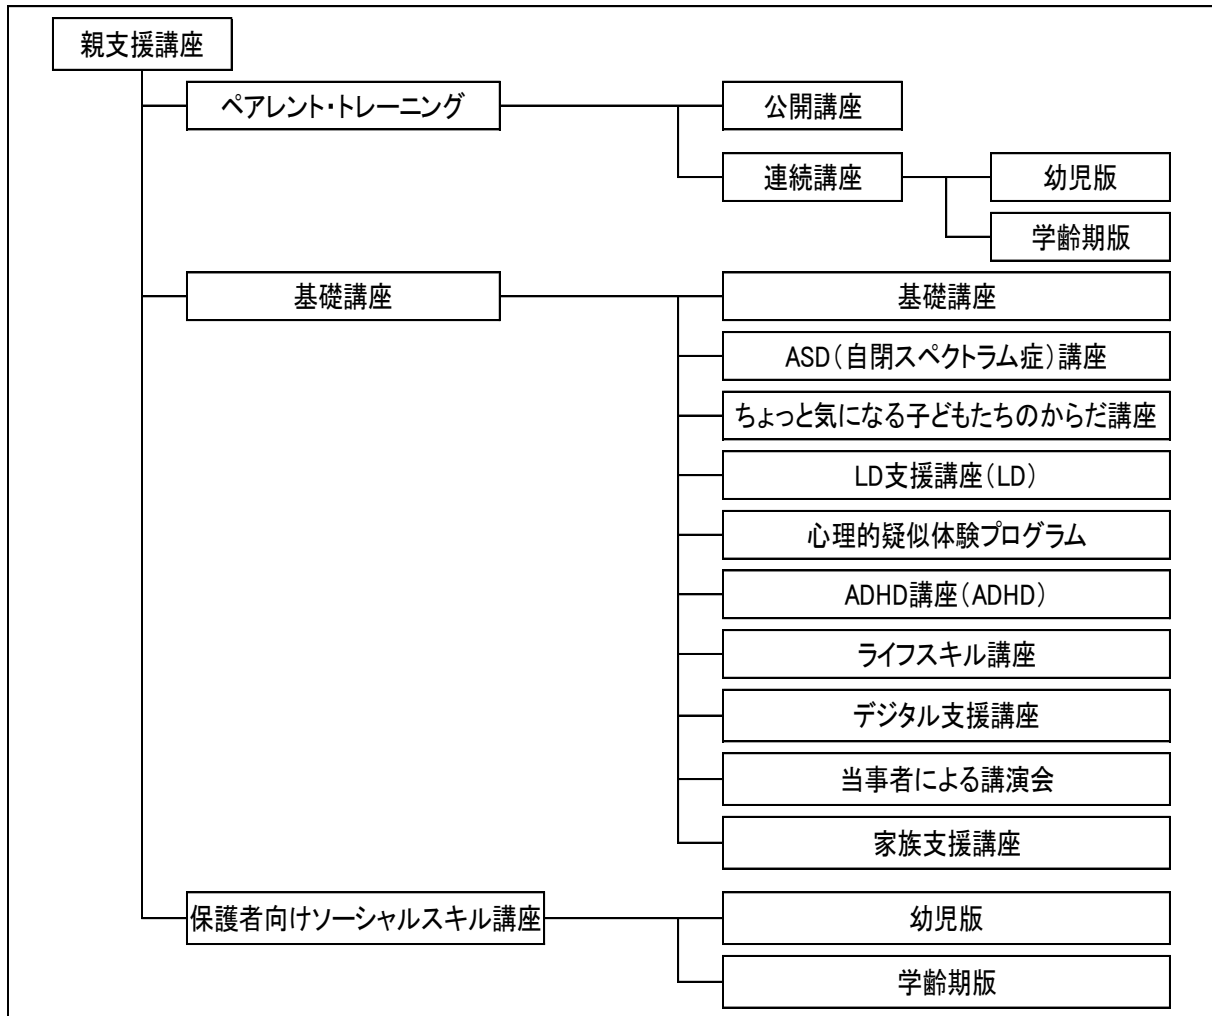 親支援講座
ペアレント・トレーニング
公開講座
連続講座
幼児版
学齢期版
基礎講座
基礎講座
ASD(自閉スペクトラム症)講座
ちょっと気になる子どもたちのからだ講座
LD支援講座(LD)
心理的疑似体験プログラム
ADHD講座(ADHD)
ライフスキル講座
デジタル支援講座
当事者による講演会
家族支援講座
保護者向けソーシャルスキル講座
幼児版
学齢期版